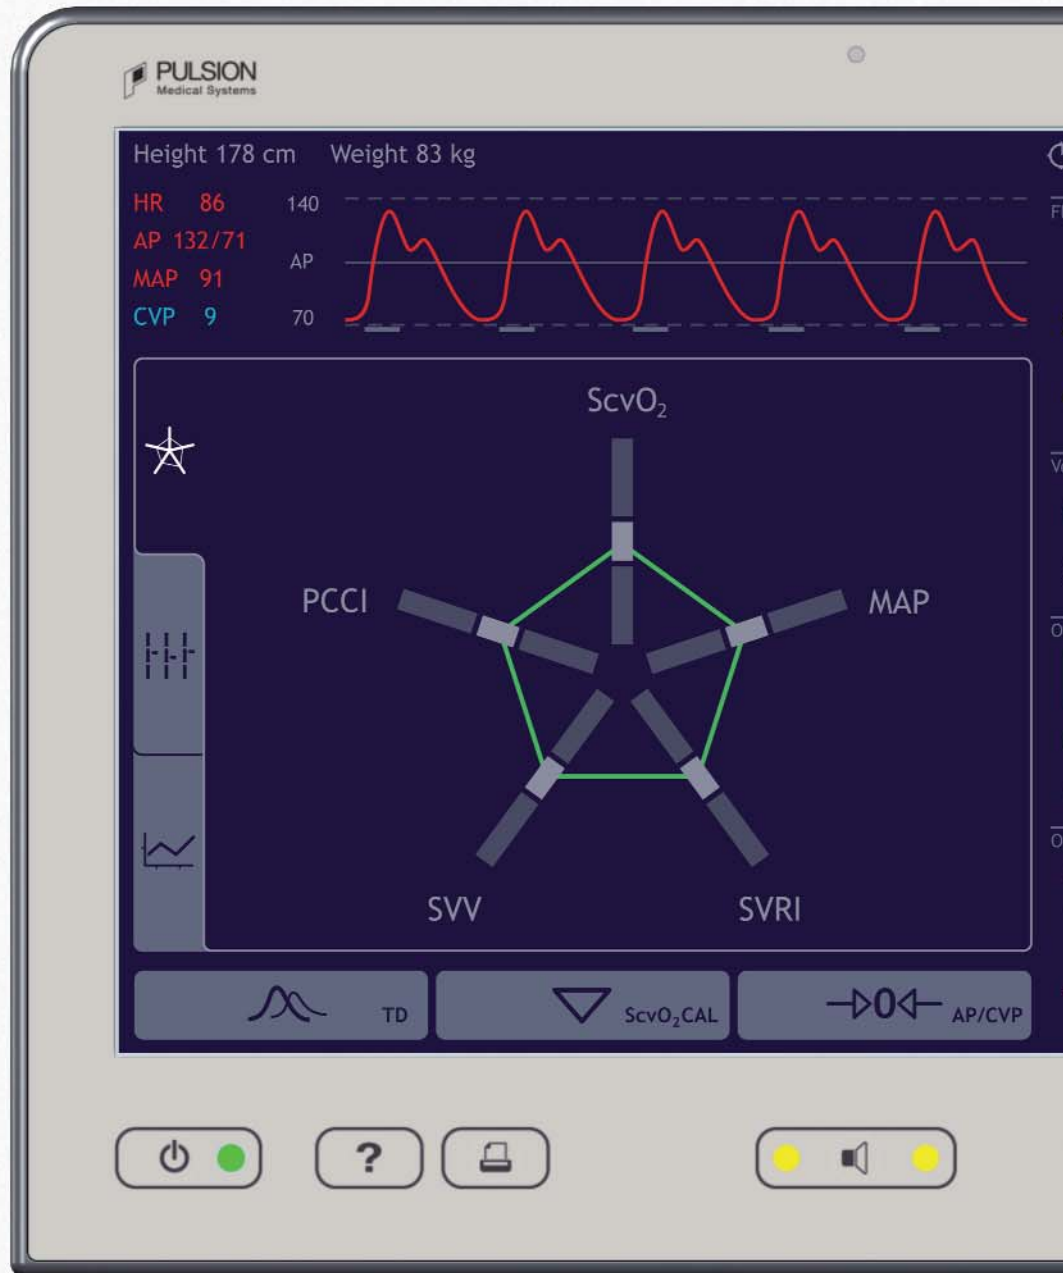 PULSION
Medical Systems
Height 178 cm Weight 83 kg
HR 86
AP 132/71
MAP 91
CVP 9
140
AP
70
ScvO₂
PCCI
MAP
SVV
SVRI
TD
ScvO₂CAL
0
AP/CVP
?